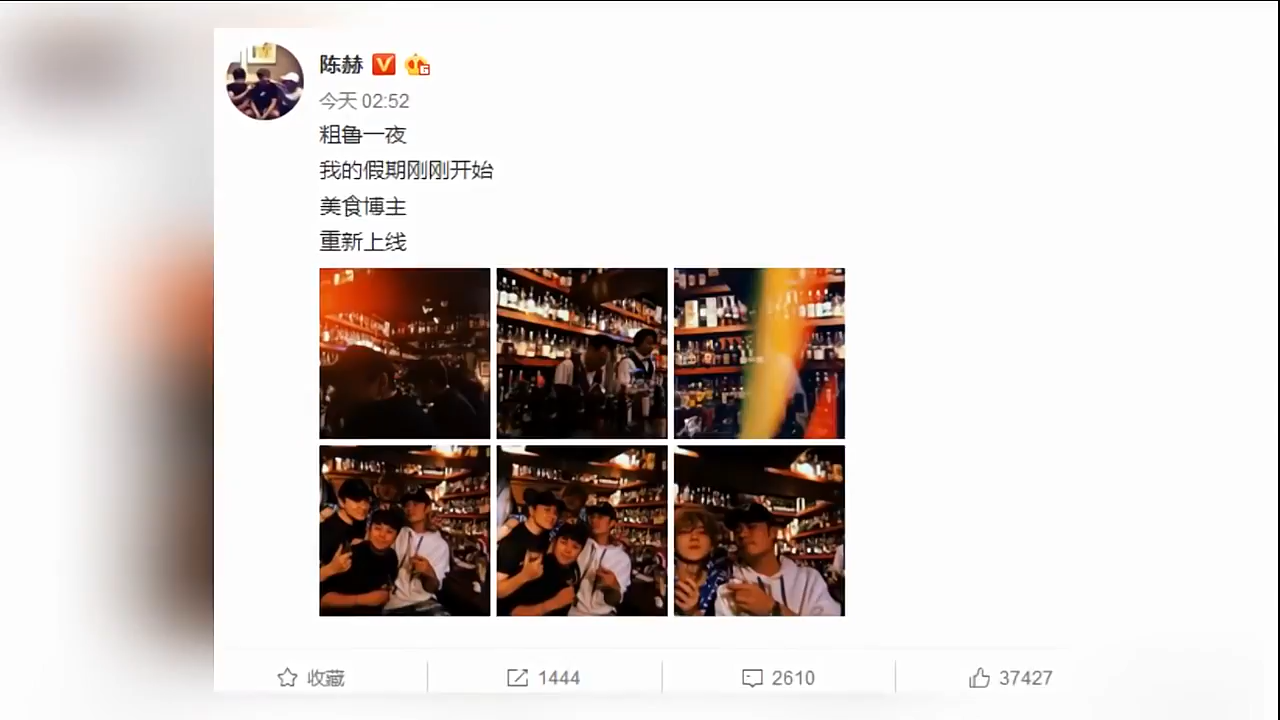 陈赫
今天 02:52
粗鲁一夜
我的假期刚刚开始
美食博主
重新上线
收藏
1444
2610
37427